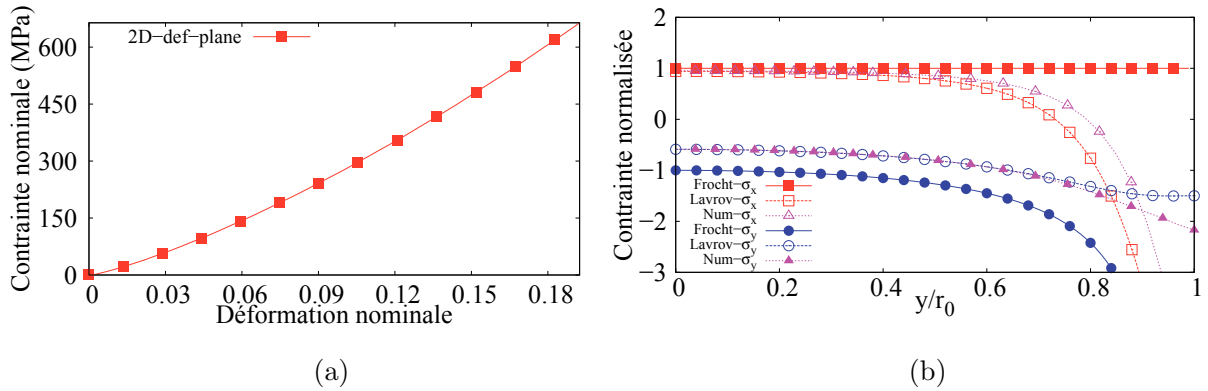 Contrainte nominale (MPa)
600
450
300
150
0
2D−def−plane
0 0.03 0.06 0.09 0.12 0.15 0.18
Déformation nominale
(a)
Contrainte normalisée
2
1
0
−1
−2
−3
Frocht−σx
Lavrov−σx
Num−σx
Frocht−σy
Lavrov−σy
Num−σy
0 0.2 0.4 0.6 0.8 1
y/r0
(b)